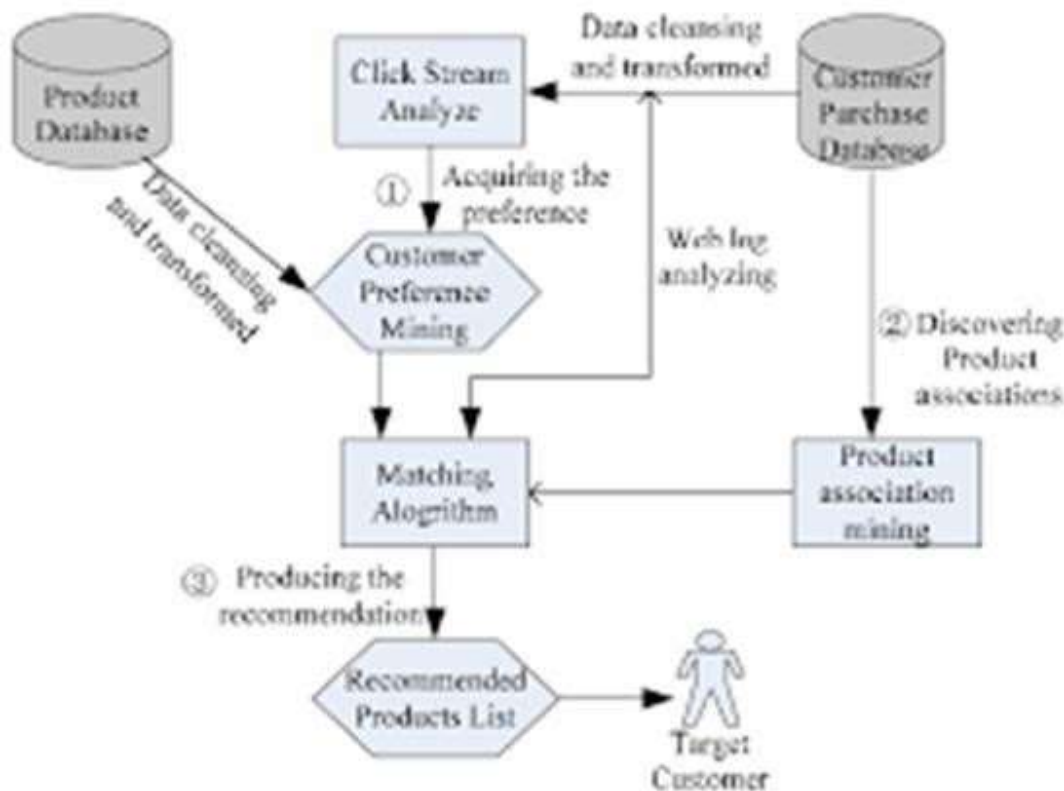 Product
Database
Click Stream
Analyze
Data cleansing
and transformed
Customer
Purchase
Database
Data cleansing
and transformed
①
Acquiring the
preference
Customer
Preference
Mining
Web log
analyzing
② Discovering
Product
associations
Matching
Alogrithm
Product
association
mining
③ Producing the
recommendation
Recommended
Products List
Target
Customer